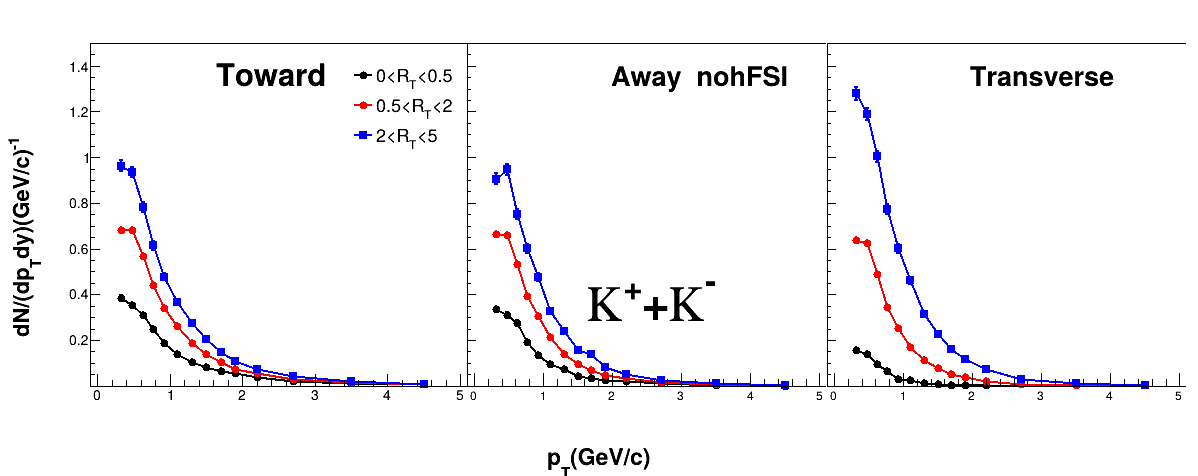 Toward
0<R_T<0.5
0.5<R_T<2
2<R_T<5
Away nohFSI
Transverse
K⁺+K⁻
dN/(dp_Tdy)(GeV/c)⁻¹
1.4
1.2
1
0.8
0.6
0.4
0.2
0 1 2 3 4 5
0 1 2 3 4 5
0 1 2 3 4 5
p_T(GeV/c)